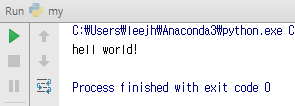 Run my
C:₩Users₩leejh₩Anaconda3₩python.exe C
hell world!
Process finished with exit code 0